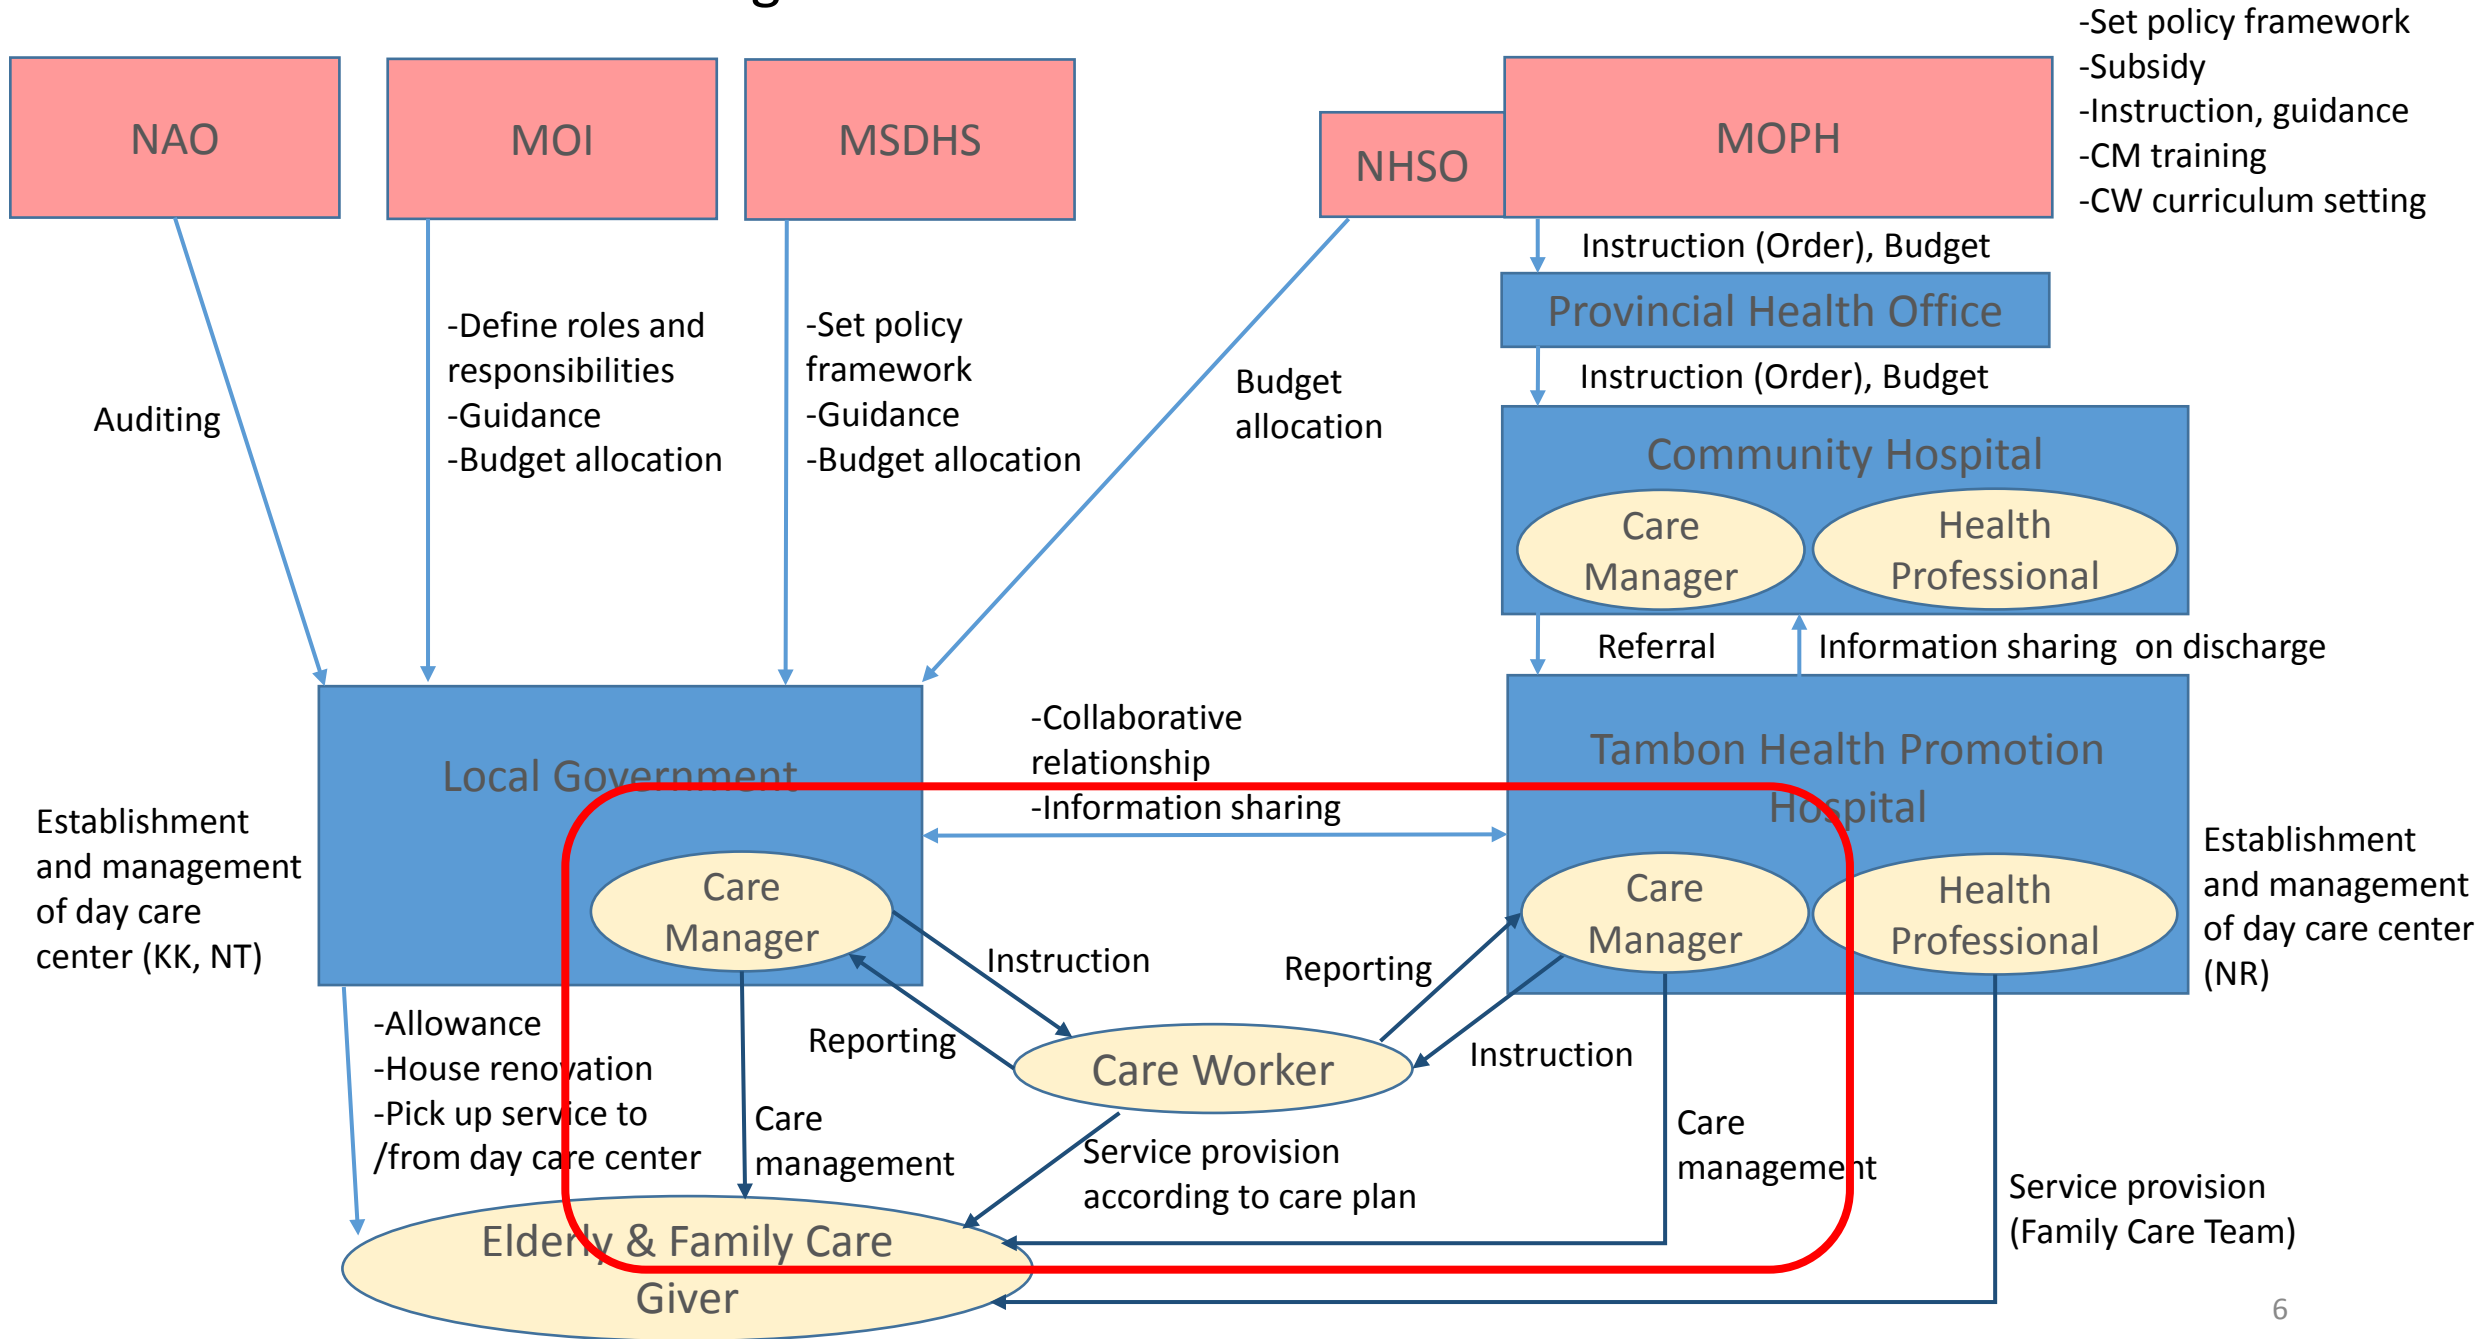 -Set policy framework
-Subsidy
-Instruction, guidance
-CM training
-CW curriculum setting
NAO
MOI
MSDHS
NHSO
MOPH
Instruction (Order), Budget
Provincial Health Office
Instruction (Order), Budget
Auditing
-Define roles and
responsibilities
-Guidance
-Budget allocation
-Set policy
framework
-Guidance
-Budget allocation
Budget
allocation
Community Hospital
Care
Manager
Health
Professional
Referral
Information sharing on discharge
Local Government
-Collaborative
relationship
-Information sharing
Tambon Health Promotion
Hospital
Establishment
and management
of day care
center (KK, NT)
Care
Manager
Care
Manager
Health
Professional
Establishment
and management
of day care center
(NR)
Instruction
Reporting
Reporting
Instruction
Care Worker
-Allowance
-House renovation
-Pick up service to
/from day care center
Care
management
Service provision
according to care plan
Care
management
Service provision
(Family Care Team)
Elderly & Family Care
Giver
6